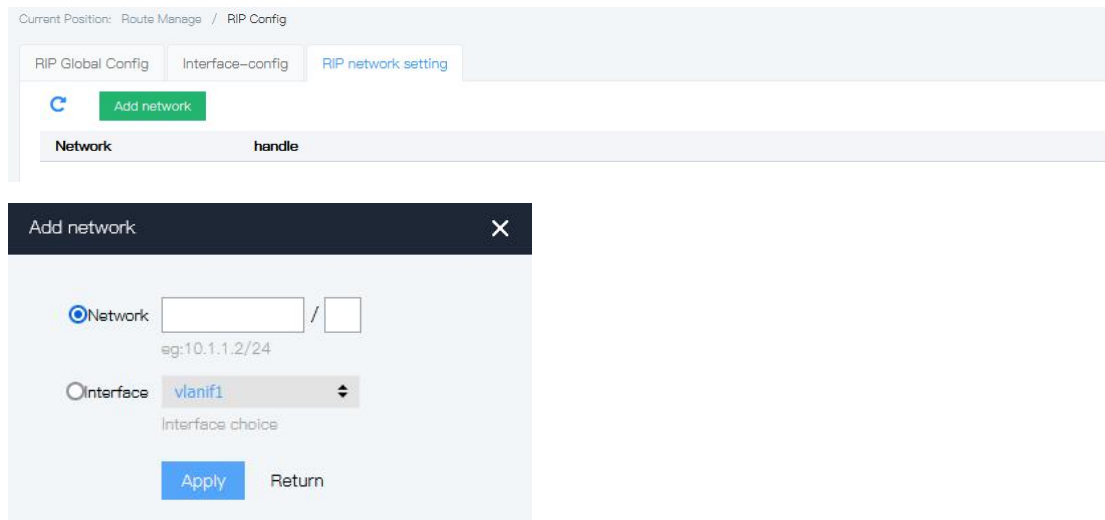 Current Position: Route Manage / RIP Config
RIP Global Config Interface-config RIP network setting
Add network
Network handle
Add network
Network /
eg:10.1.1.2/24
Interface vlanif1
Interface choice
Apply Return